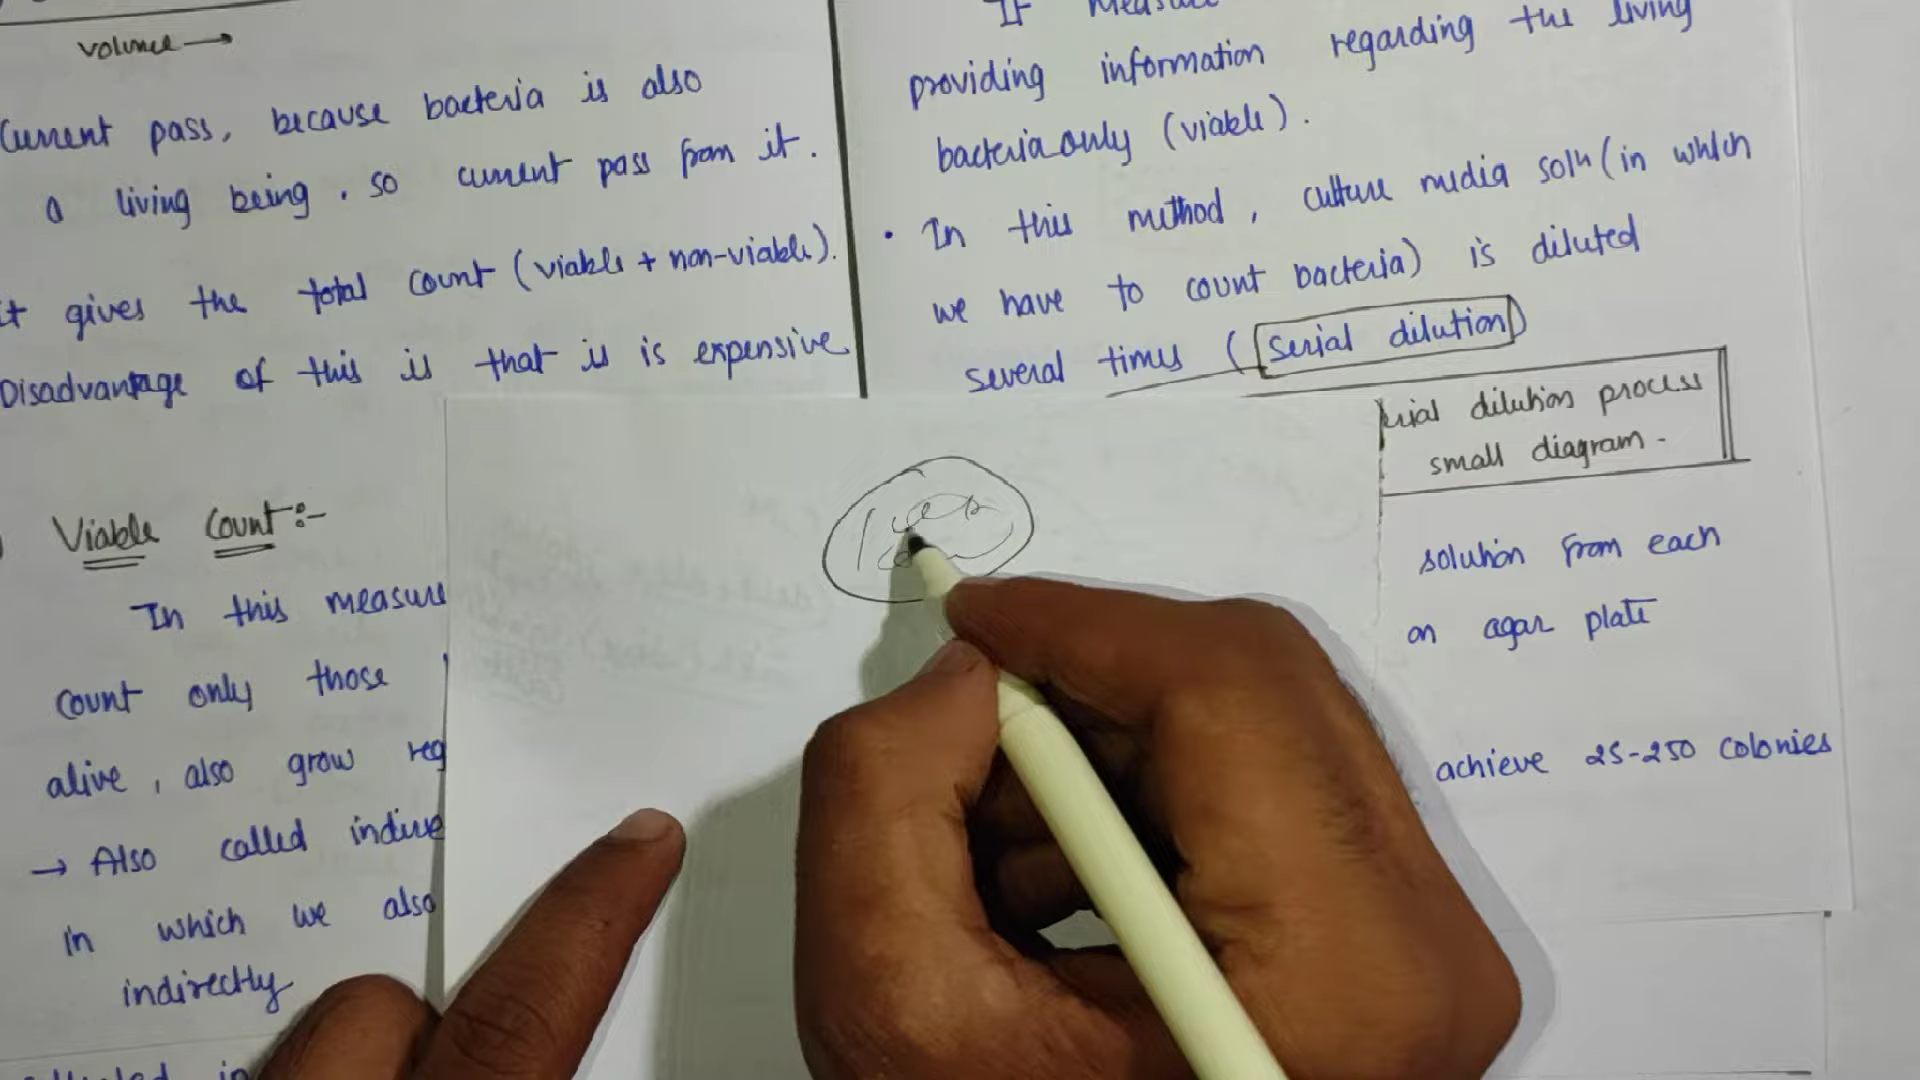 volume →
Current pass, because bacteria is also
a living being. so current pass from it.
it gives the total count (viable + non-viable).
Disadvantage of this is that is is expensive
Viable Count:-
In this measure
count only those
alive, also grow reg
→ Also called indire
in which we also
indirectly
If measure
providing information regarding the living
bacteria only (viable).
• In this method, culture media solⁿ (in which
we have to count bacteria) is diluted
several times (serial dilution)
erial dilution process
small diagram -
solution from each
on agar plate
achieve 25-250 colonies